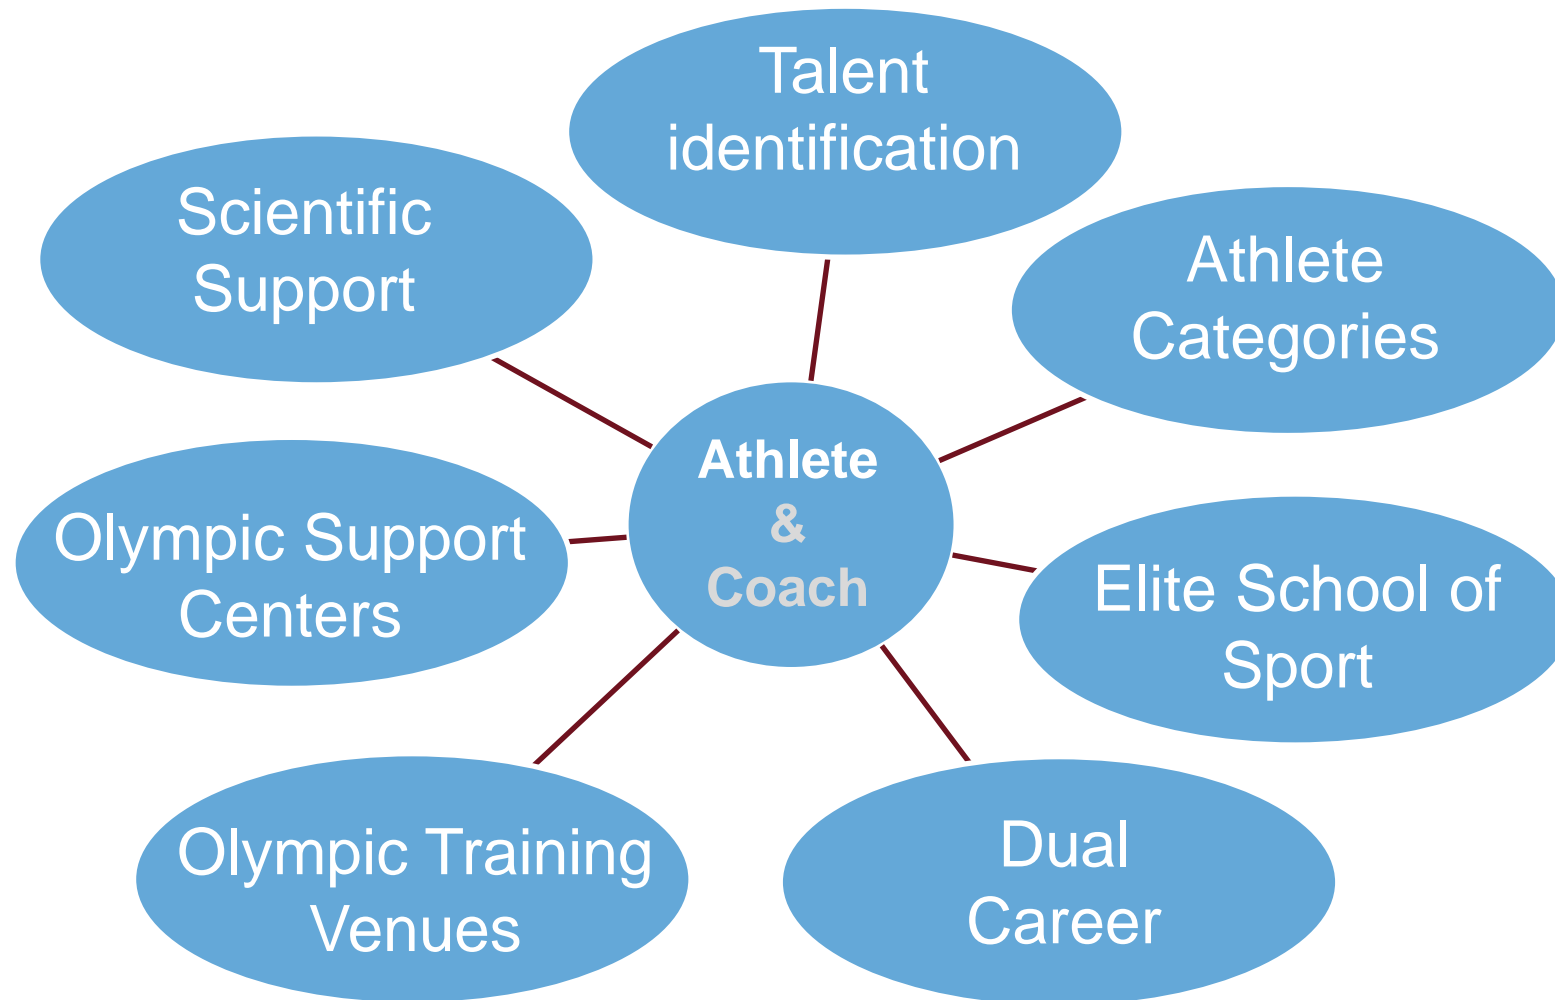 Talent
identification
Scientific
Support
Athlete
Categories
Athlete
&
Coach
Olympic Support
Centers
Elite School of
Sport
Olympic Training
Venues
Dual
Career